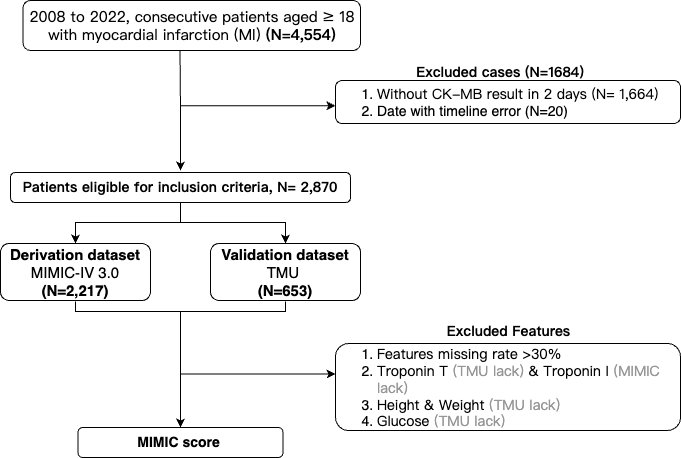 2008 to 2022, consecutive patients aged ≥ 18
with myocardial infarction (MI) (N=4,554)
Excluded cases (N=1684)
1. Without CK-MB result in 2 days (N= 1,664)
2. Date with timeline error (N=20)
Patients eligible for inclusion criteria, N= 2,870
Derivation dataset
MIMIC-IV 3.0
(N=2,217)
Validation dataset
TMU
(N=653)
Excluded Features
1. Features missing rate >30%
2. Troponin T (TMU lack) & Troponin I (MIMIC
lack)
3. Height & Weight (TMU lack)
4. Glucose (TMU lack)
MIMIC score